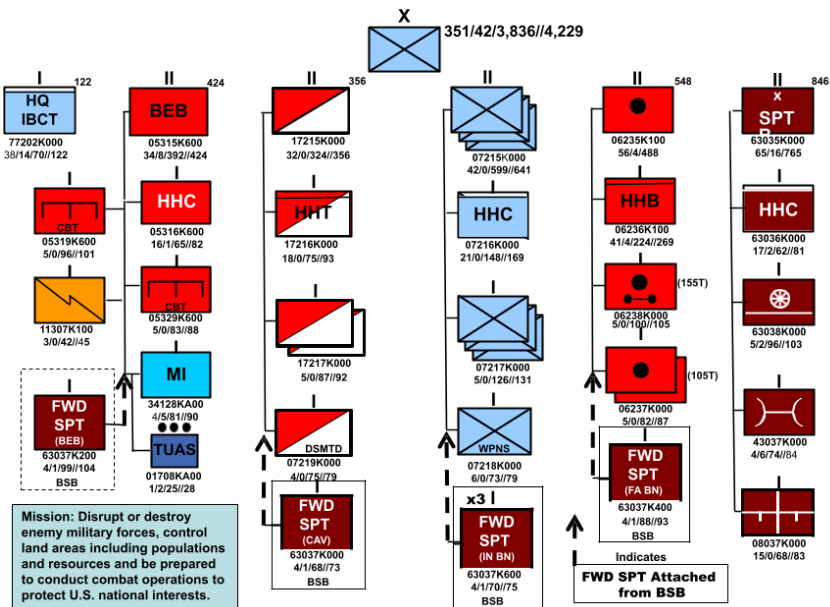 X
351/42/3,836//4,229
I
122
HQ
IBCT
77202K000
38/14/70//122
II
424
BEB
05315K600
34/8/392//424
I
CBT
05319K600
5/0/96//101
I
HHC
05316K600
16/1/65//82
I
11307K100
3/0/42//45
I
CBT
05329K600
5/0/83//88
I
MI
34128KA00
4/5/81//90
I
FWD
SPT
(BEB)
63037K200
4/1/99//104
BSB
TUAS
01708KA00
1/2/25//28
II
356
17215K000
32/0/324//356
I
HHT
17216K000
18/0/75//93
I
17217K000
5/0/87//92
I
DSMTD
07219K000
4/0/75//79
I
FWD
SPT
(CAV)
63037K000
4/1/68//73
BSB
II
07215K000
42/0/599//641
I
HHC
07216K000
21/0/148//169
I
07217K000
5/0/126//131
I
WPNS
07218K000
6/0/73//79
x3 I
FWD
SPT
(IN BN)
63037K600
4/1/70//75
BSB
II
548
06235K100
56/4/488
I
HHB
06236K100
41/4/224//269
I
(155T)
06238K000
5/0/100//105
I
(105T)
06237K000
5/0/82//87
I
FWD
SPT
(FA BN)
63037K400
4/1/88//93
BSB
II
846
x
SPT
63035K000
65/16/765
I
HHC
63036K000
17/2/62//81
I
63038K000
5/2/96//103
I
43037K000
4/6/74//84
I
08037K000
15/0/68//83
Mission: Disrupt or destroy
enemy military forces, control
land areas including populations
and resources and be prepared
to conduct combat operations to
protect U.S. national interests.
Indicates
FWD SPT Attached
from BSB